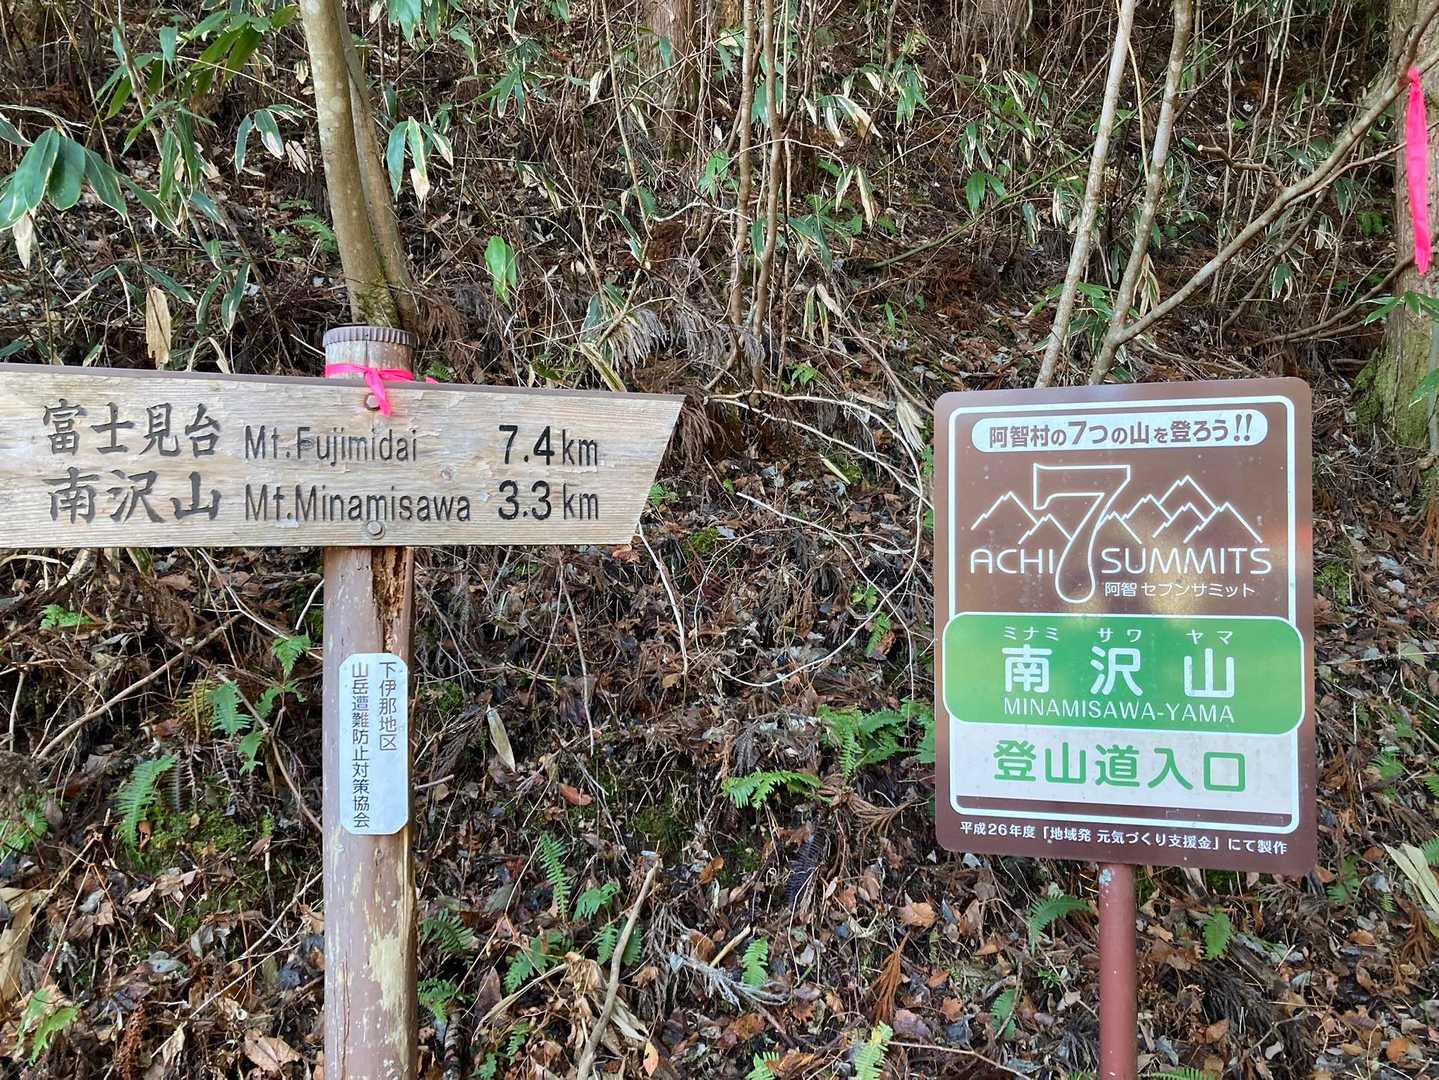 富士見台 Mt.Fujimidai 7.4km
南沢山 Mt.Minamisawa 3.3km
下伊那地区
山岳遭難防止対策協会
阿智村の7つの山を登ろう!!
ACHI 7 SUMMITS
阿智 セブンサミット
ミナミ サワ ヤマ
南沢山
MINAMISAWA-YAMA
登山道入口
平成26年度「地域発 元気づくり支援金」にて製作